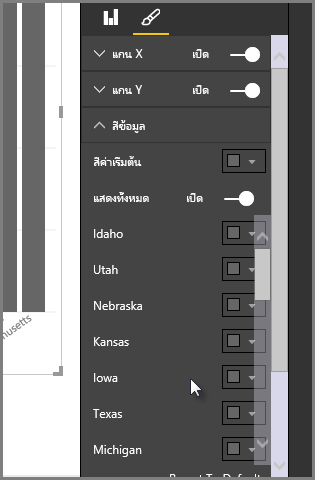 แกน X เปิด
แกน Y เปิด
สีข้อมูล
สีค่าเริ่มต้น
แสดงทั้งหมด เปิด
Idaho
Utah
Nebraska
Kansas
Iowa
Texas
Michigan